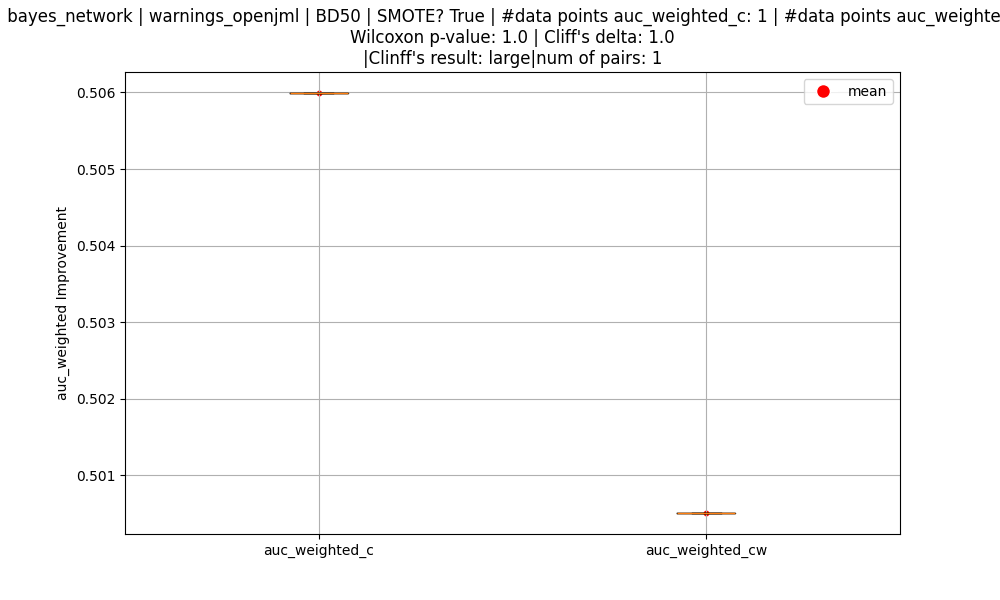 bayes_network | warnings_openjml | BD50 | SMOTE? True | #data points auc_weighted_c: 1 | #data points auc_weighte
Wilcoxon p-value: 1.0 | Cliff's delta: 1.0
|Clinff's result: large|num of pairs: 1
mean
0.506
0.505
0.504
0.503
0.502
0.501
auc_weighted Improvement
auc_weighted_c
auc_weighted_cw